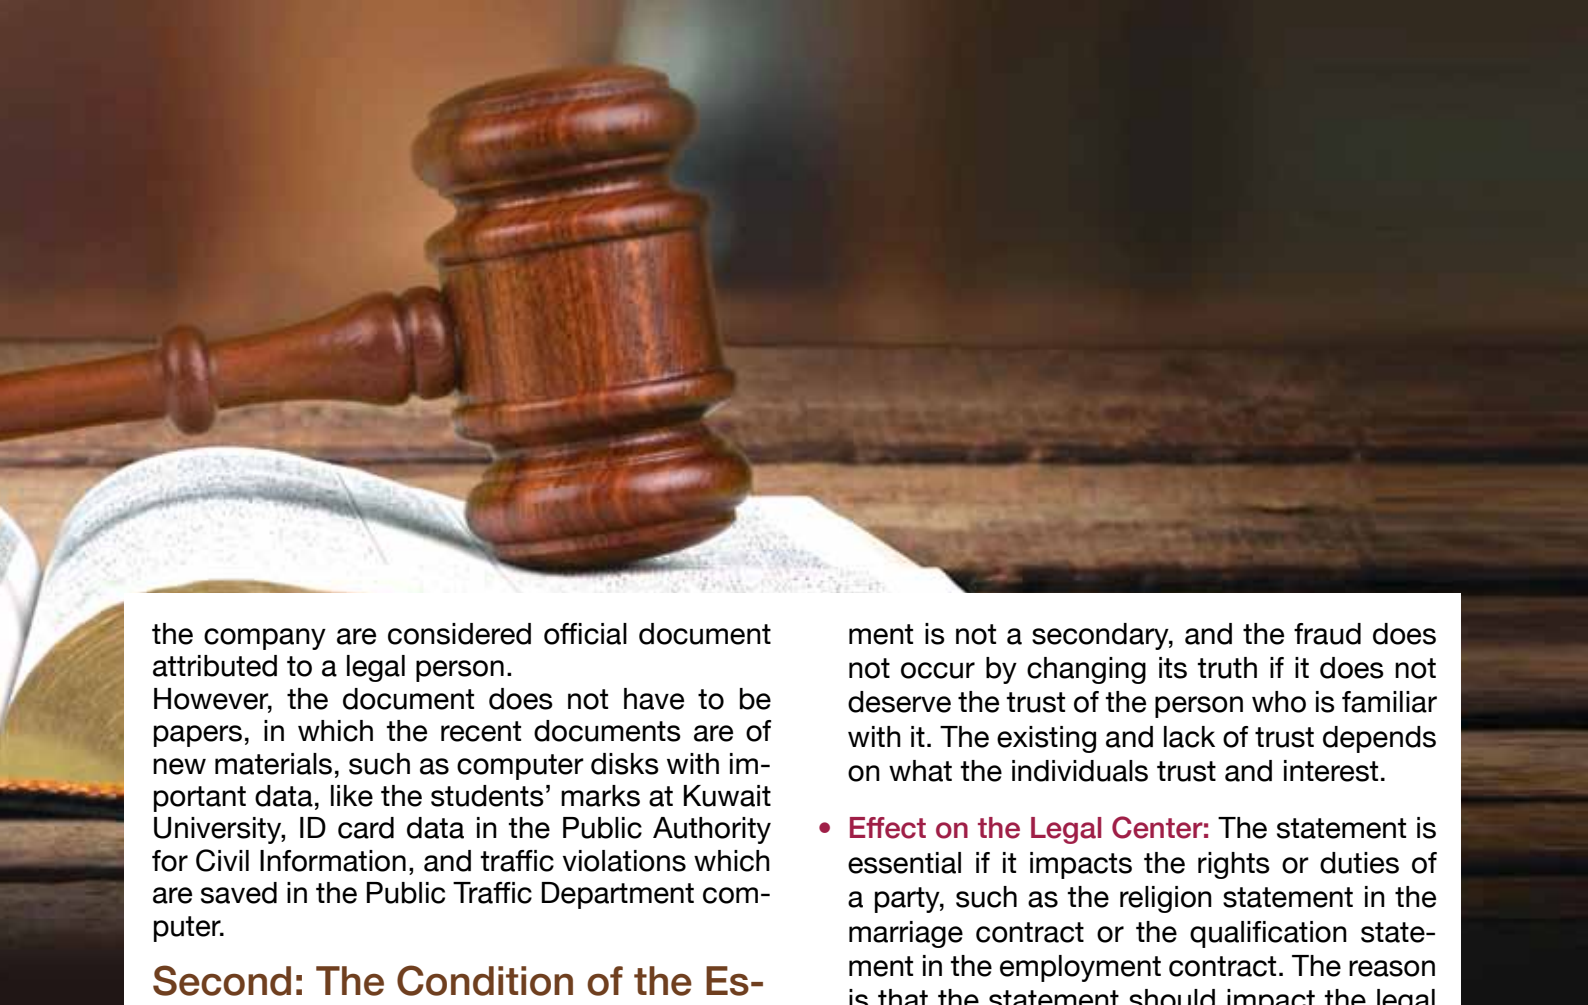 the company are considered official document
attributed to a legal person.
However, the document does not have to be
papers, in which the recent documents are of
new materials, such as computer disks with im-
portant data, like the students’ marks at Kuwait
University, ID card data in the Public Authority
for Civil Information, and traffic violations which
are saved in the Public Traffic Department com-
puter.
Second: The Condition of the Es-
ment is not a secondary, and the fraud does
not occur by changing its truth if it does not
deserve the trust of the person who is familiar
with it. The existing and lack of trust depends
on what the individuals trust and interest.
• Effect on the Legal Center: The statement is
essential if it impacts the rights or duties of
a party, such as the religion statement in the
marriage contract or the qualification state-
ment in the employment contract. The reason
is that the statement should impact the legal